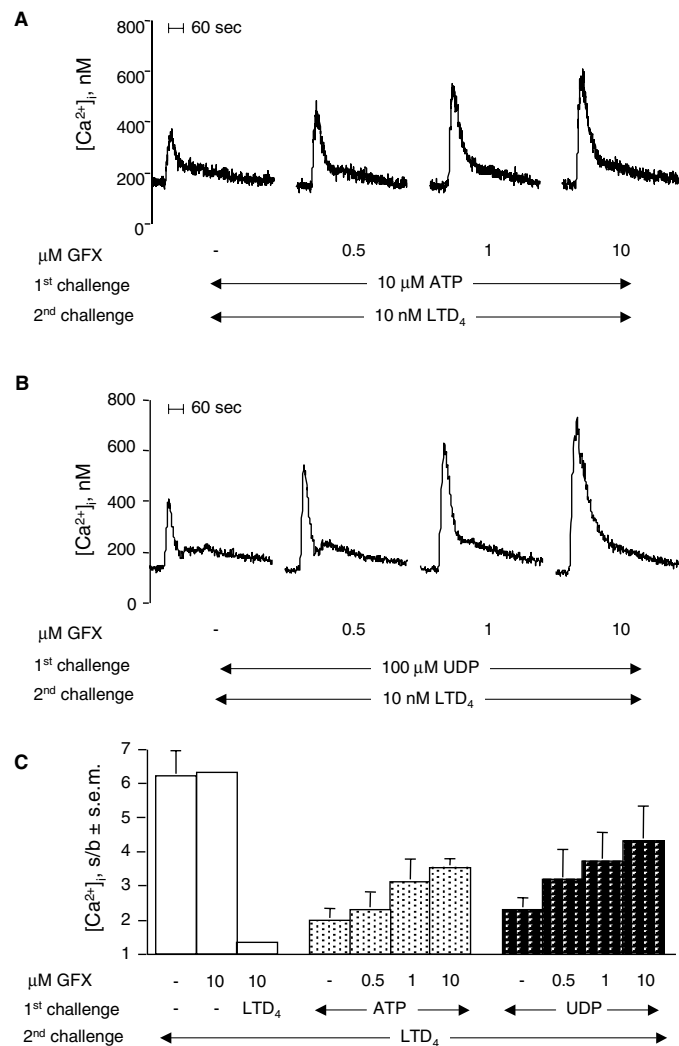 A
60 sec
[Ca²⁺]ᵢ, nM
800
600
400
200
0
μM GFX - 0.5 1 10
1st challenge 10 μM ATP
2nd challenge 10 nM LTD₄
B
60 sec
[Ca²⁺]ᵢ, nM
800
600
400
200
0
μM GFX - 0.5 1 10
1st challenge 100 μM UDP
2nd challenge 10 nM LTD₄
C
[Ca²⁺]ᵢ, s/b ± s.e.m.
7
6
5
4
3
2
1
μM GFX - 10 10 - 0.5 1 10 - 0.5 1 10
1st challenge - - LTD₄ ATP UDP
2nd challenge LTD₄